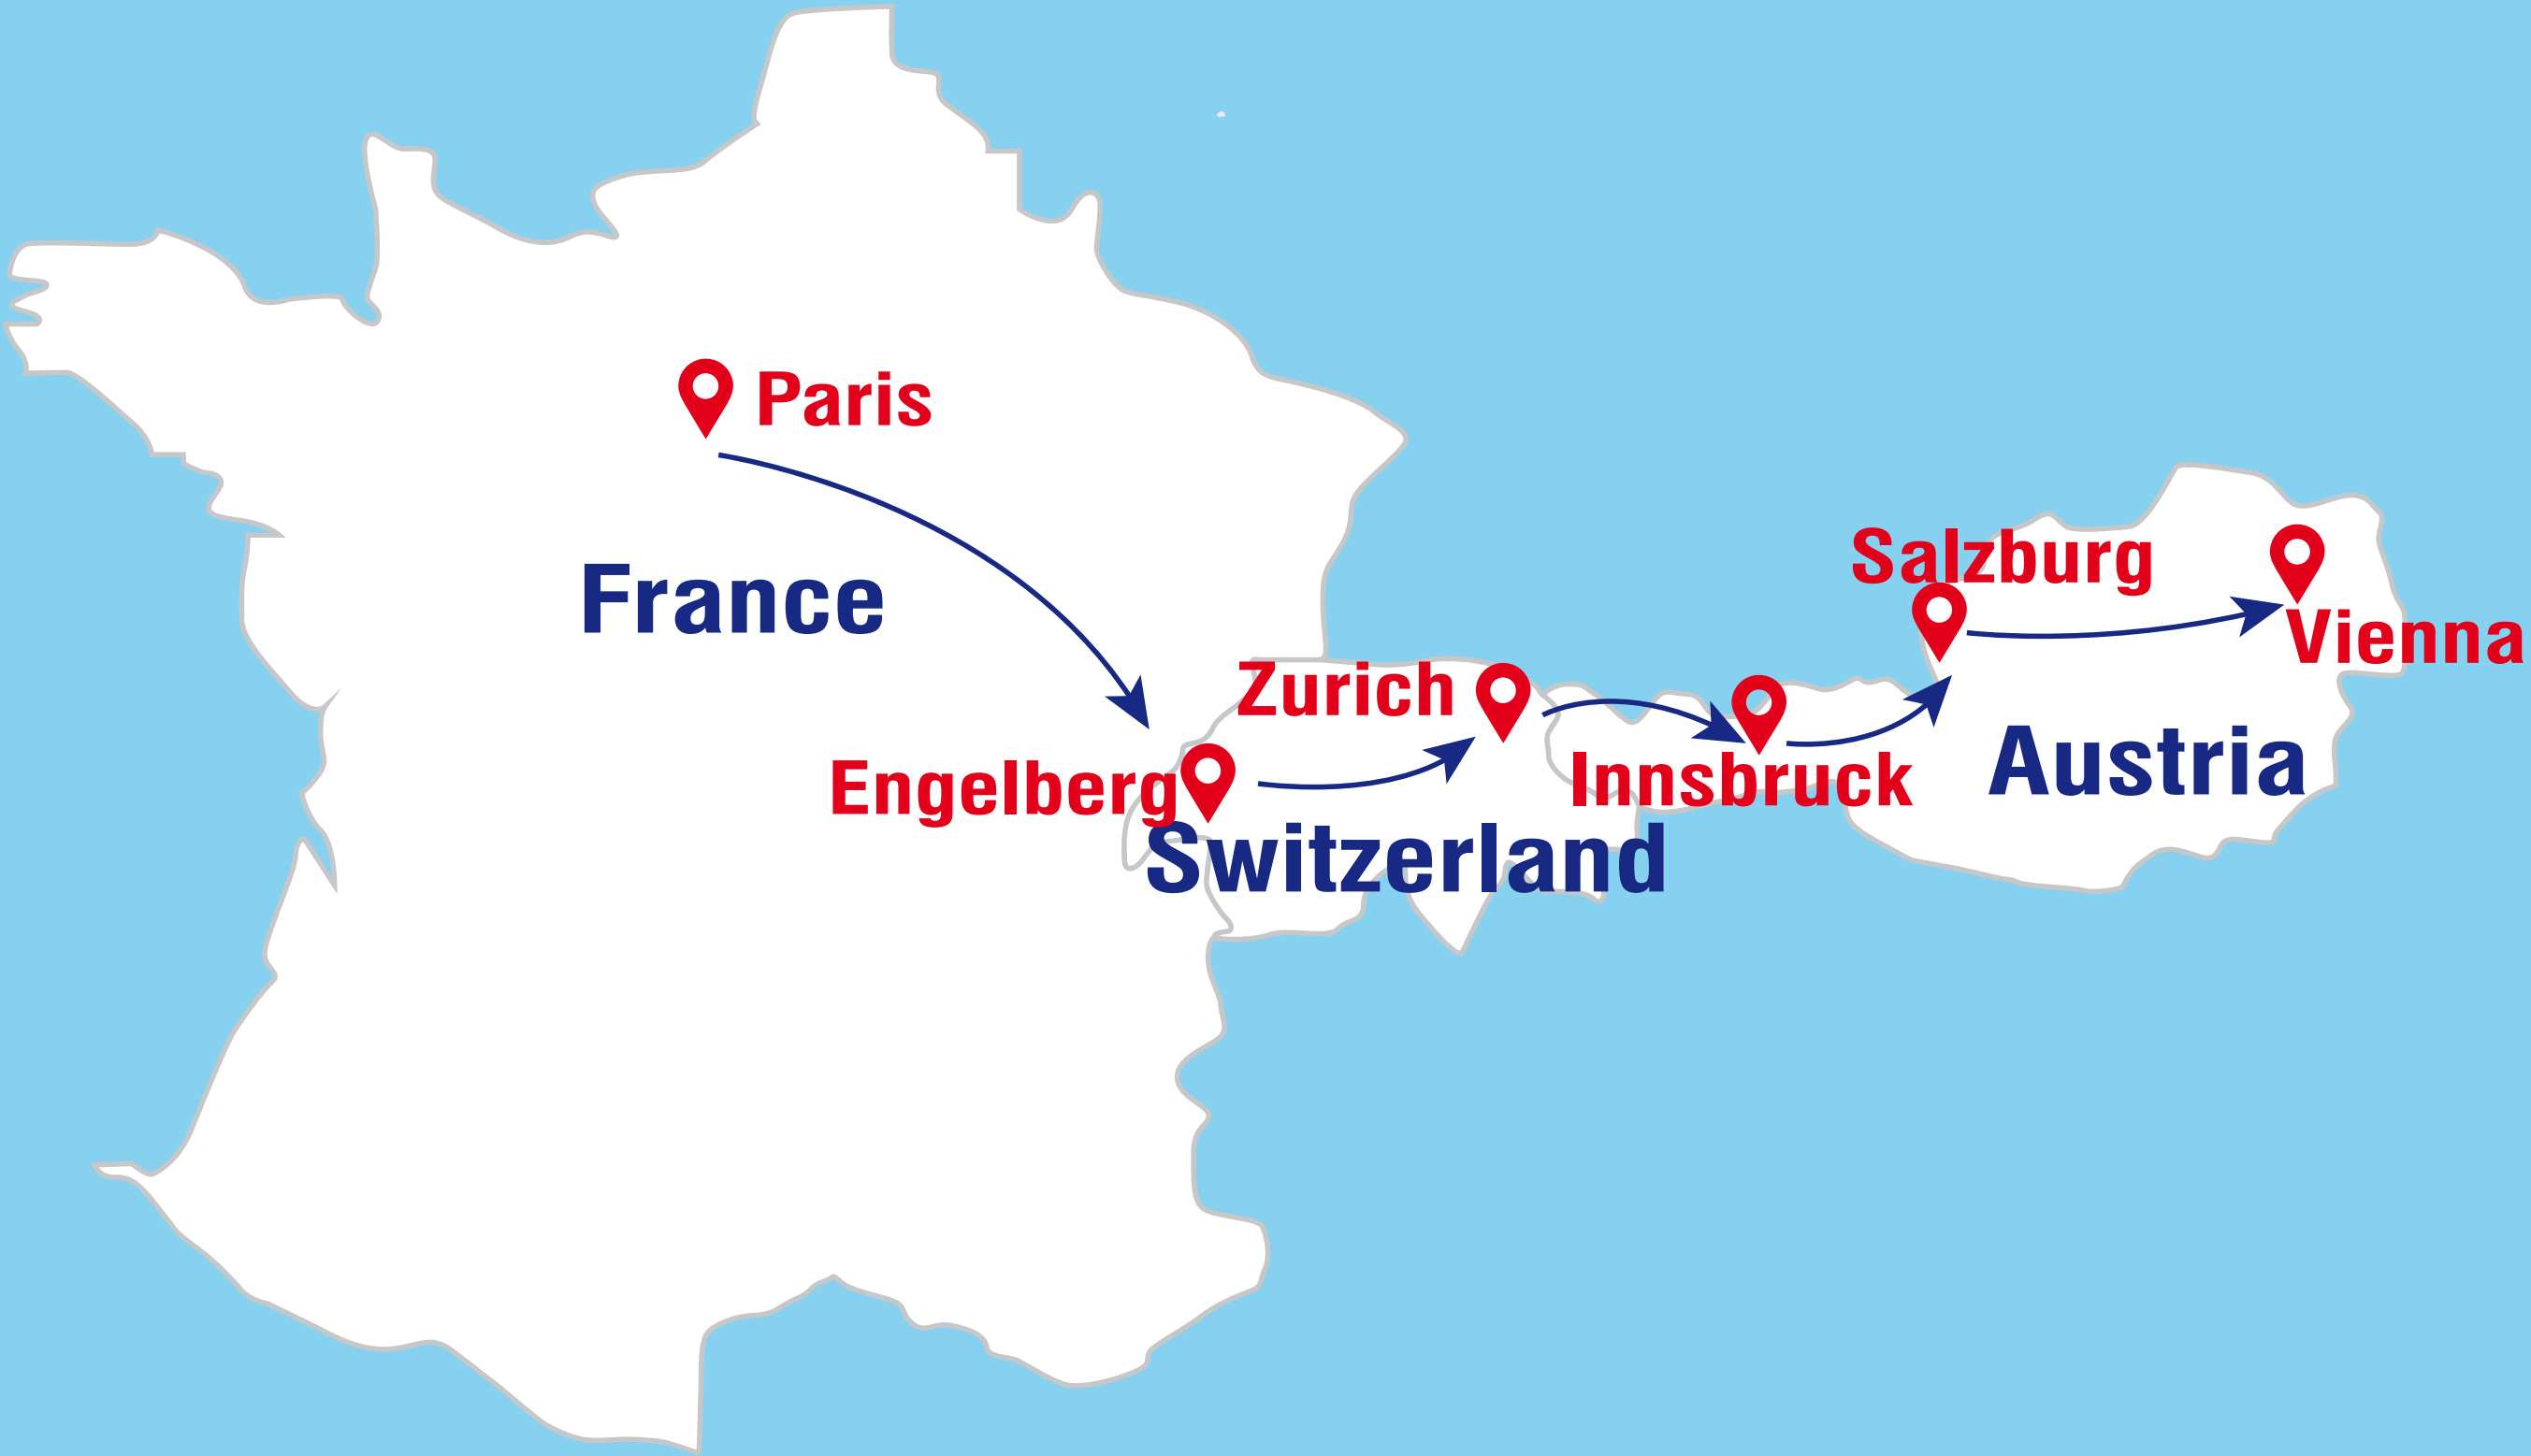 Paris
France
Salzburg
Vienna
Zurich
Austria
Innsbruck
Engelberg
Switzerland